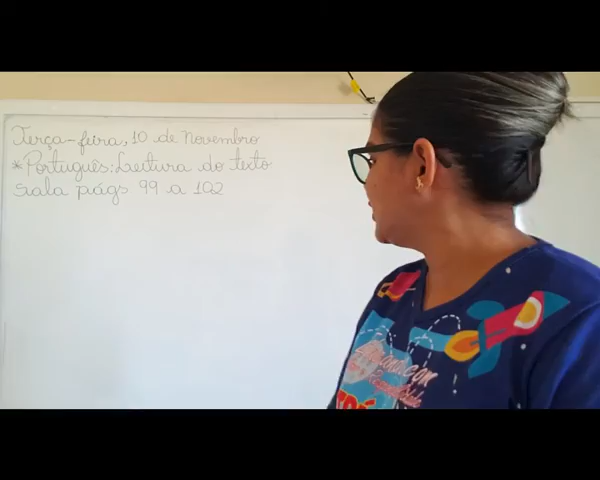 Terça-feira, 10 de novembro
*Português: Leitura do texto
sala págs 99 a 102